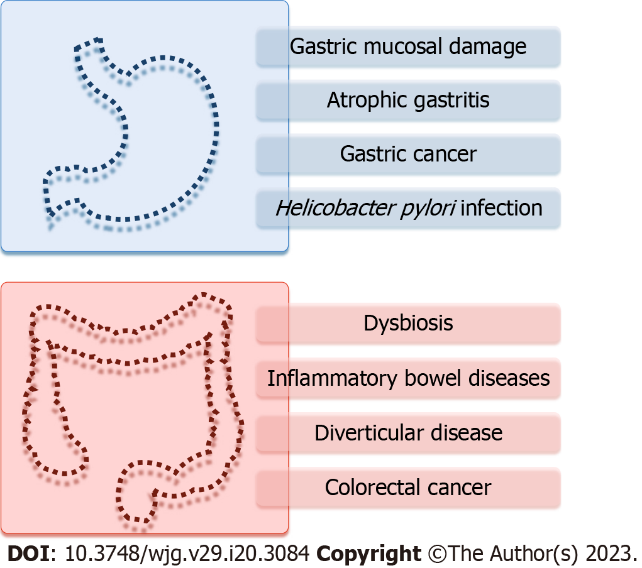 Gastric mucosal damage
Atrophic gastritis
Gastric cancer
Helicobacter pylori infection
Dysbiosis
Inflammatory bowel diseases
Diverticular disease
Colorectal cancer
DOI: 10.3748/wjg.v29.i20.3084 Copyright ©The Author(s) 2023.